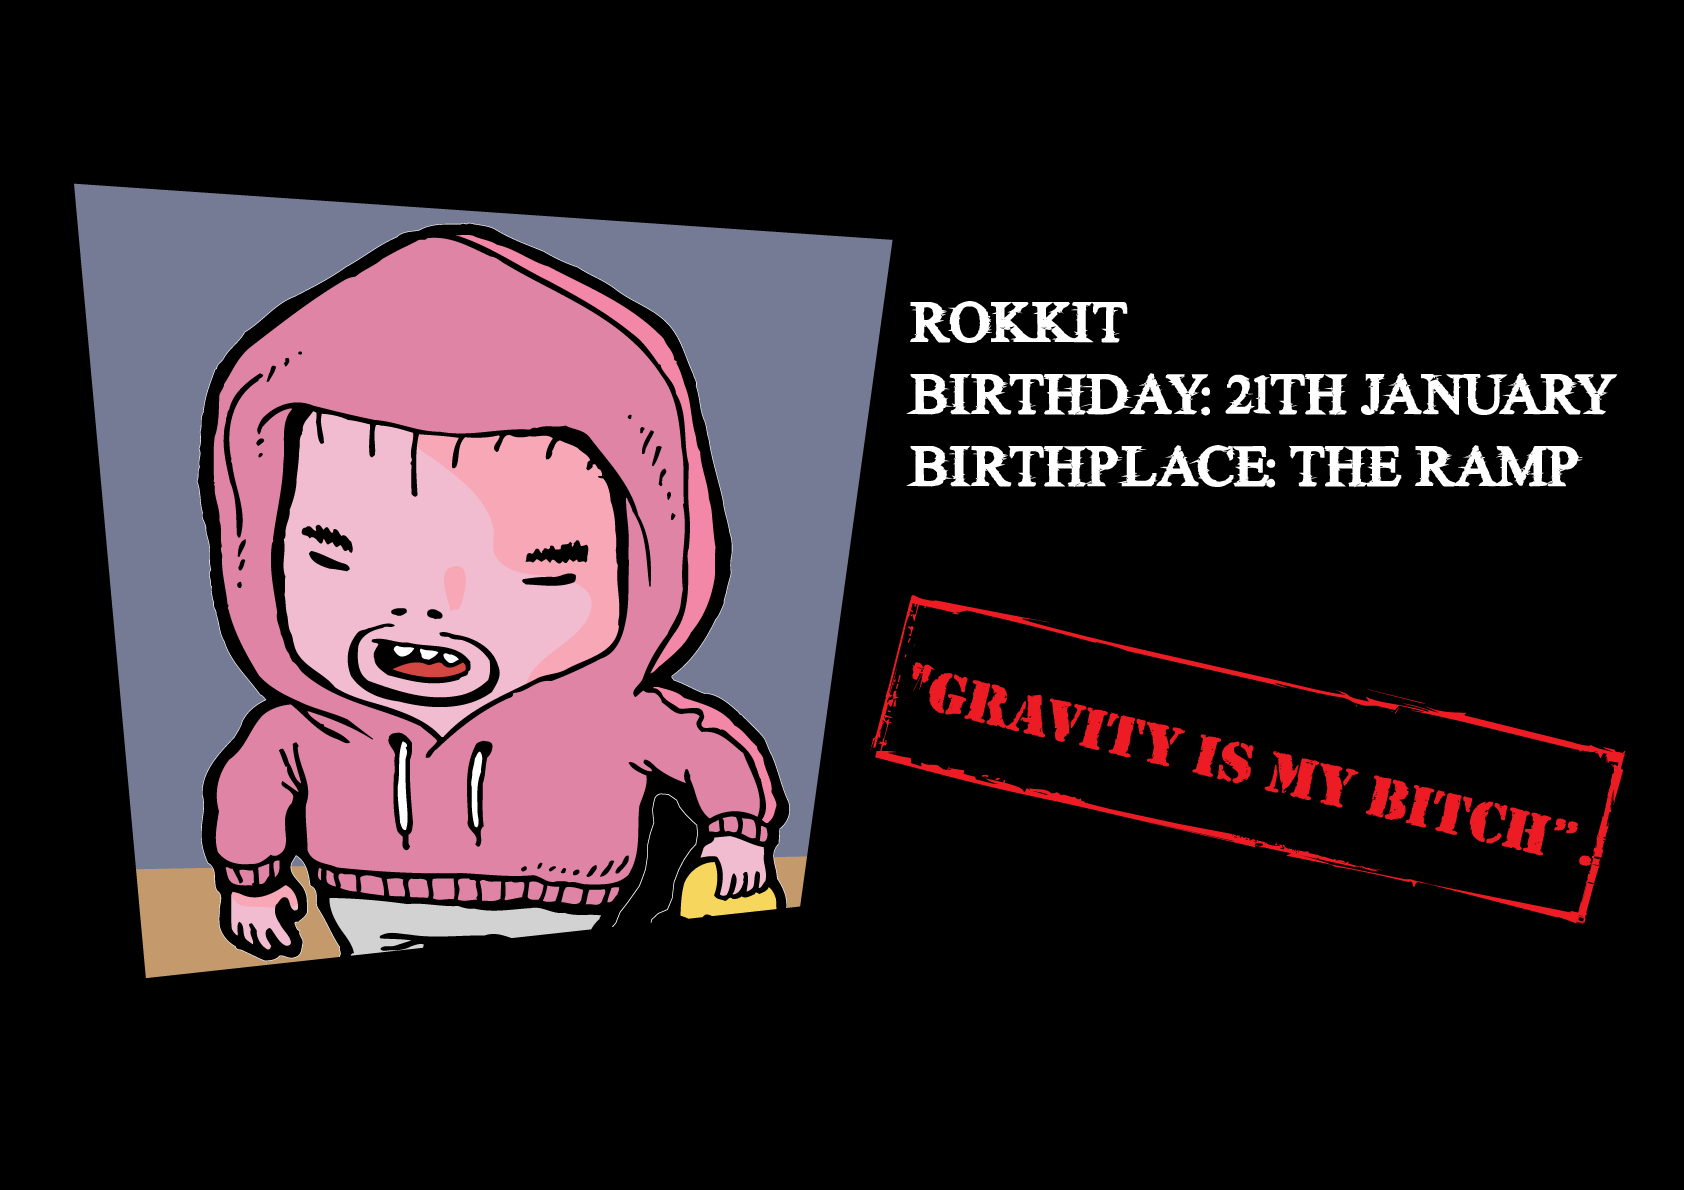 ROKKIT
BIRTHDAY: 21TH JANUARY
BIRTHPLACE: THE RAMP
"GRAVITY IS MY BITCH".